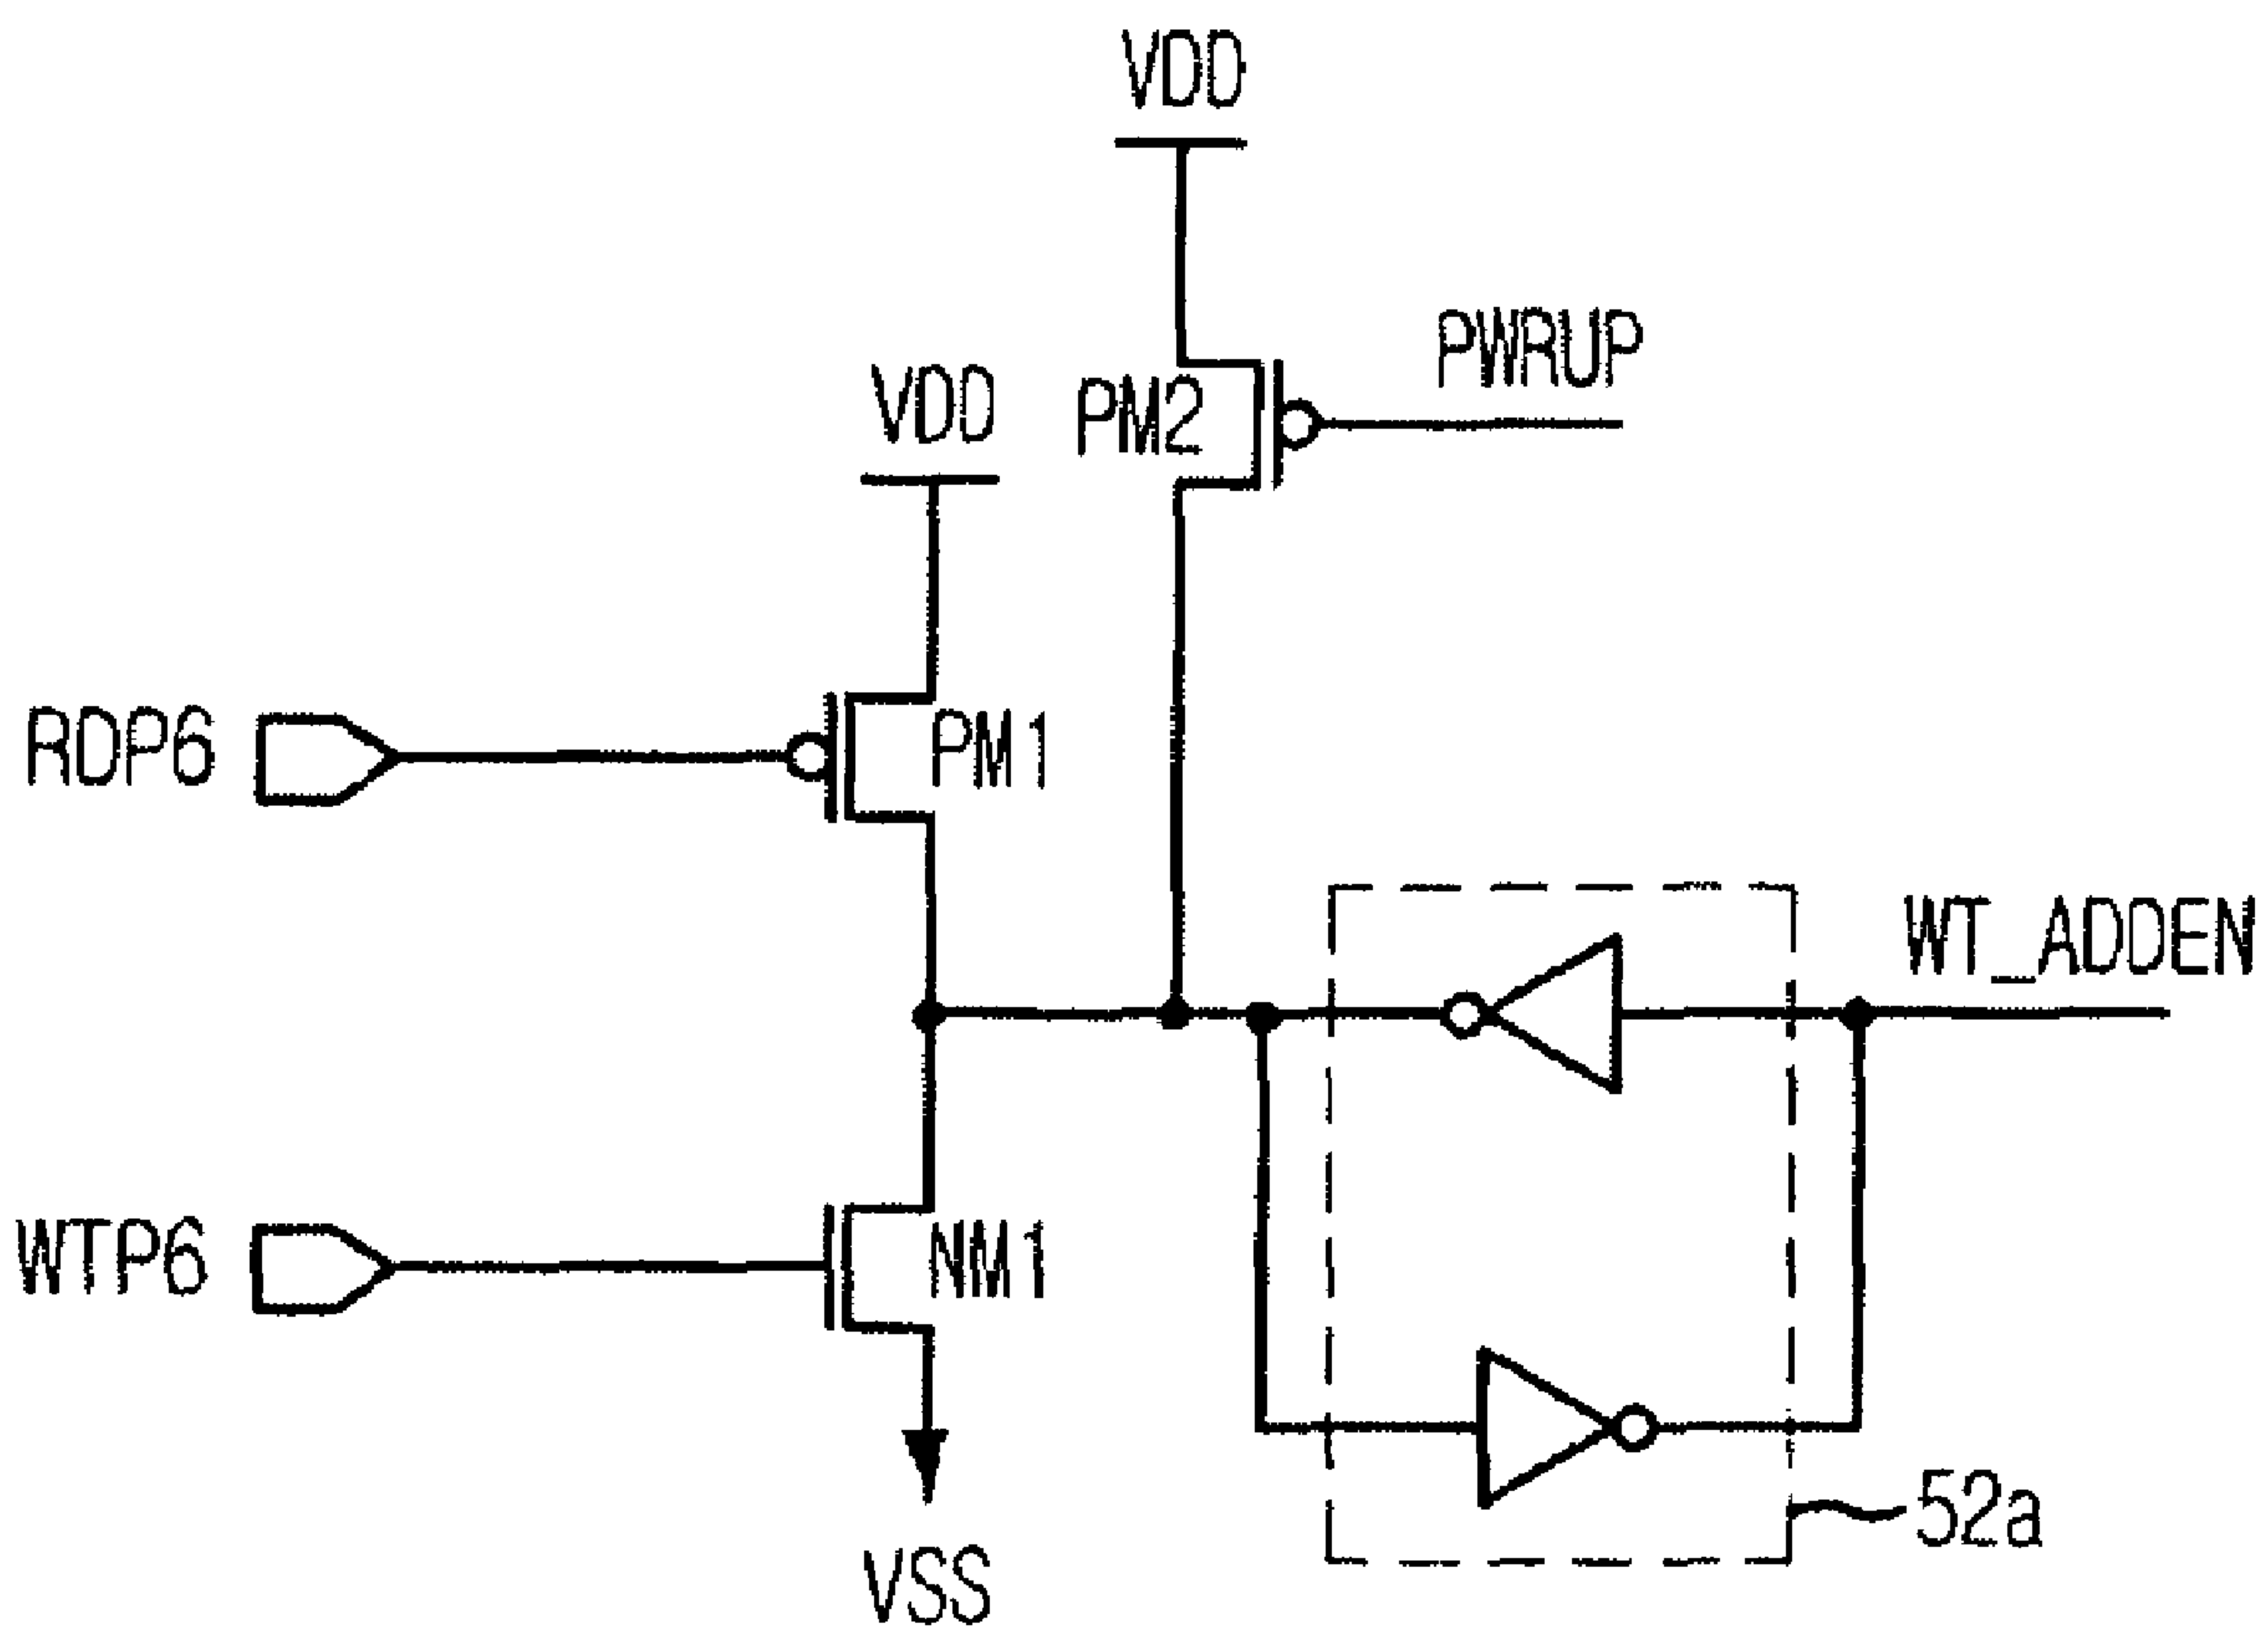 VDD
PWRUP
VDD
PM2
RDP6
PM1
WT_ADDEN
WTP6
NM1
52a
VSS